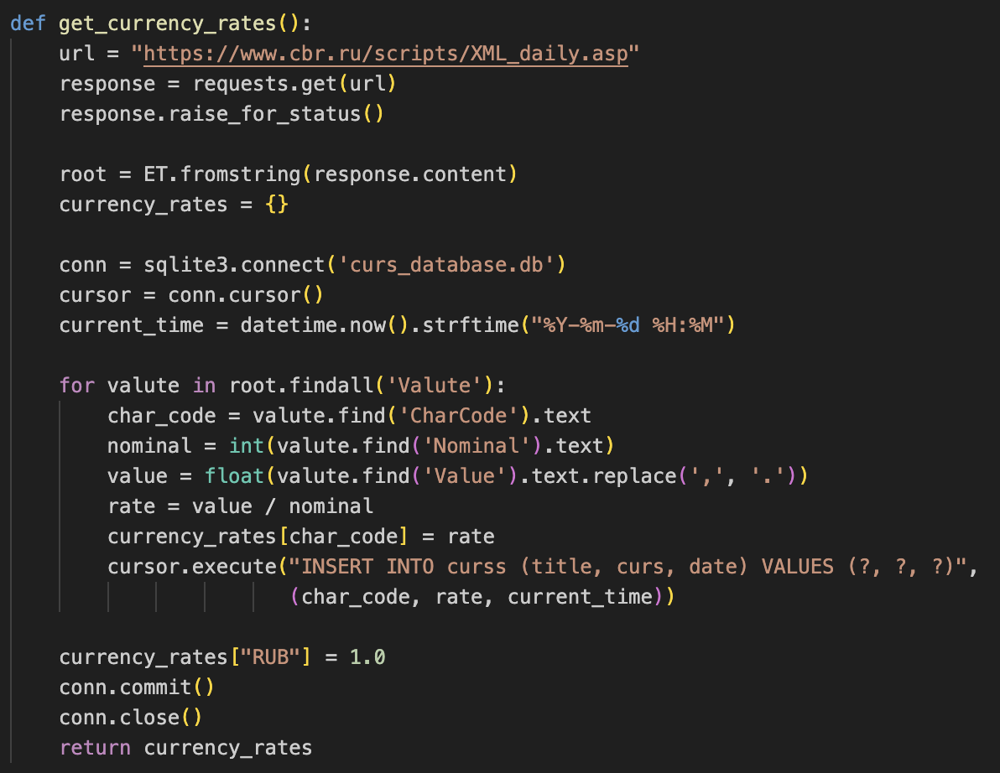 def get_currency_rates():
    url = "https://www.cbr.ru/scripts/XML_daily.asp"
    response = requests.get(url)
    response.raise_for_status()

    root = ET.fromstring(response.content)
    currency_rates = {}

    conn = sqlite3.connect('curs_database.db')
    cursor = conn.cursor()
    current_time = datetime.now().strftime("%Y-%m-%d %H:%M")

    for valute in root.findall('Valute'):
        char_code = valute.find('CharCode').text
        nominal = int(valute.find('Nominal').text)
        value = float(valute.find('Value').text.replace(',', '.'))
        rate = value / nominal
        currency_rates[char_code] = rate
        cursor.execute("INSERT INTO curss (title, curs, date) VALUES (?, ?, ?)",
                       (char_code, rate, current_time))

    currency_rates["RUB"] = 1.0
    conn.commit()
    conn.close()
    return currency_rates